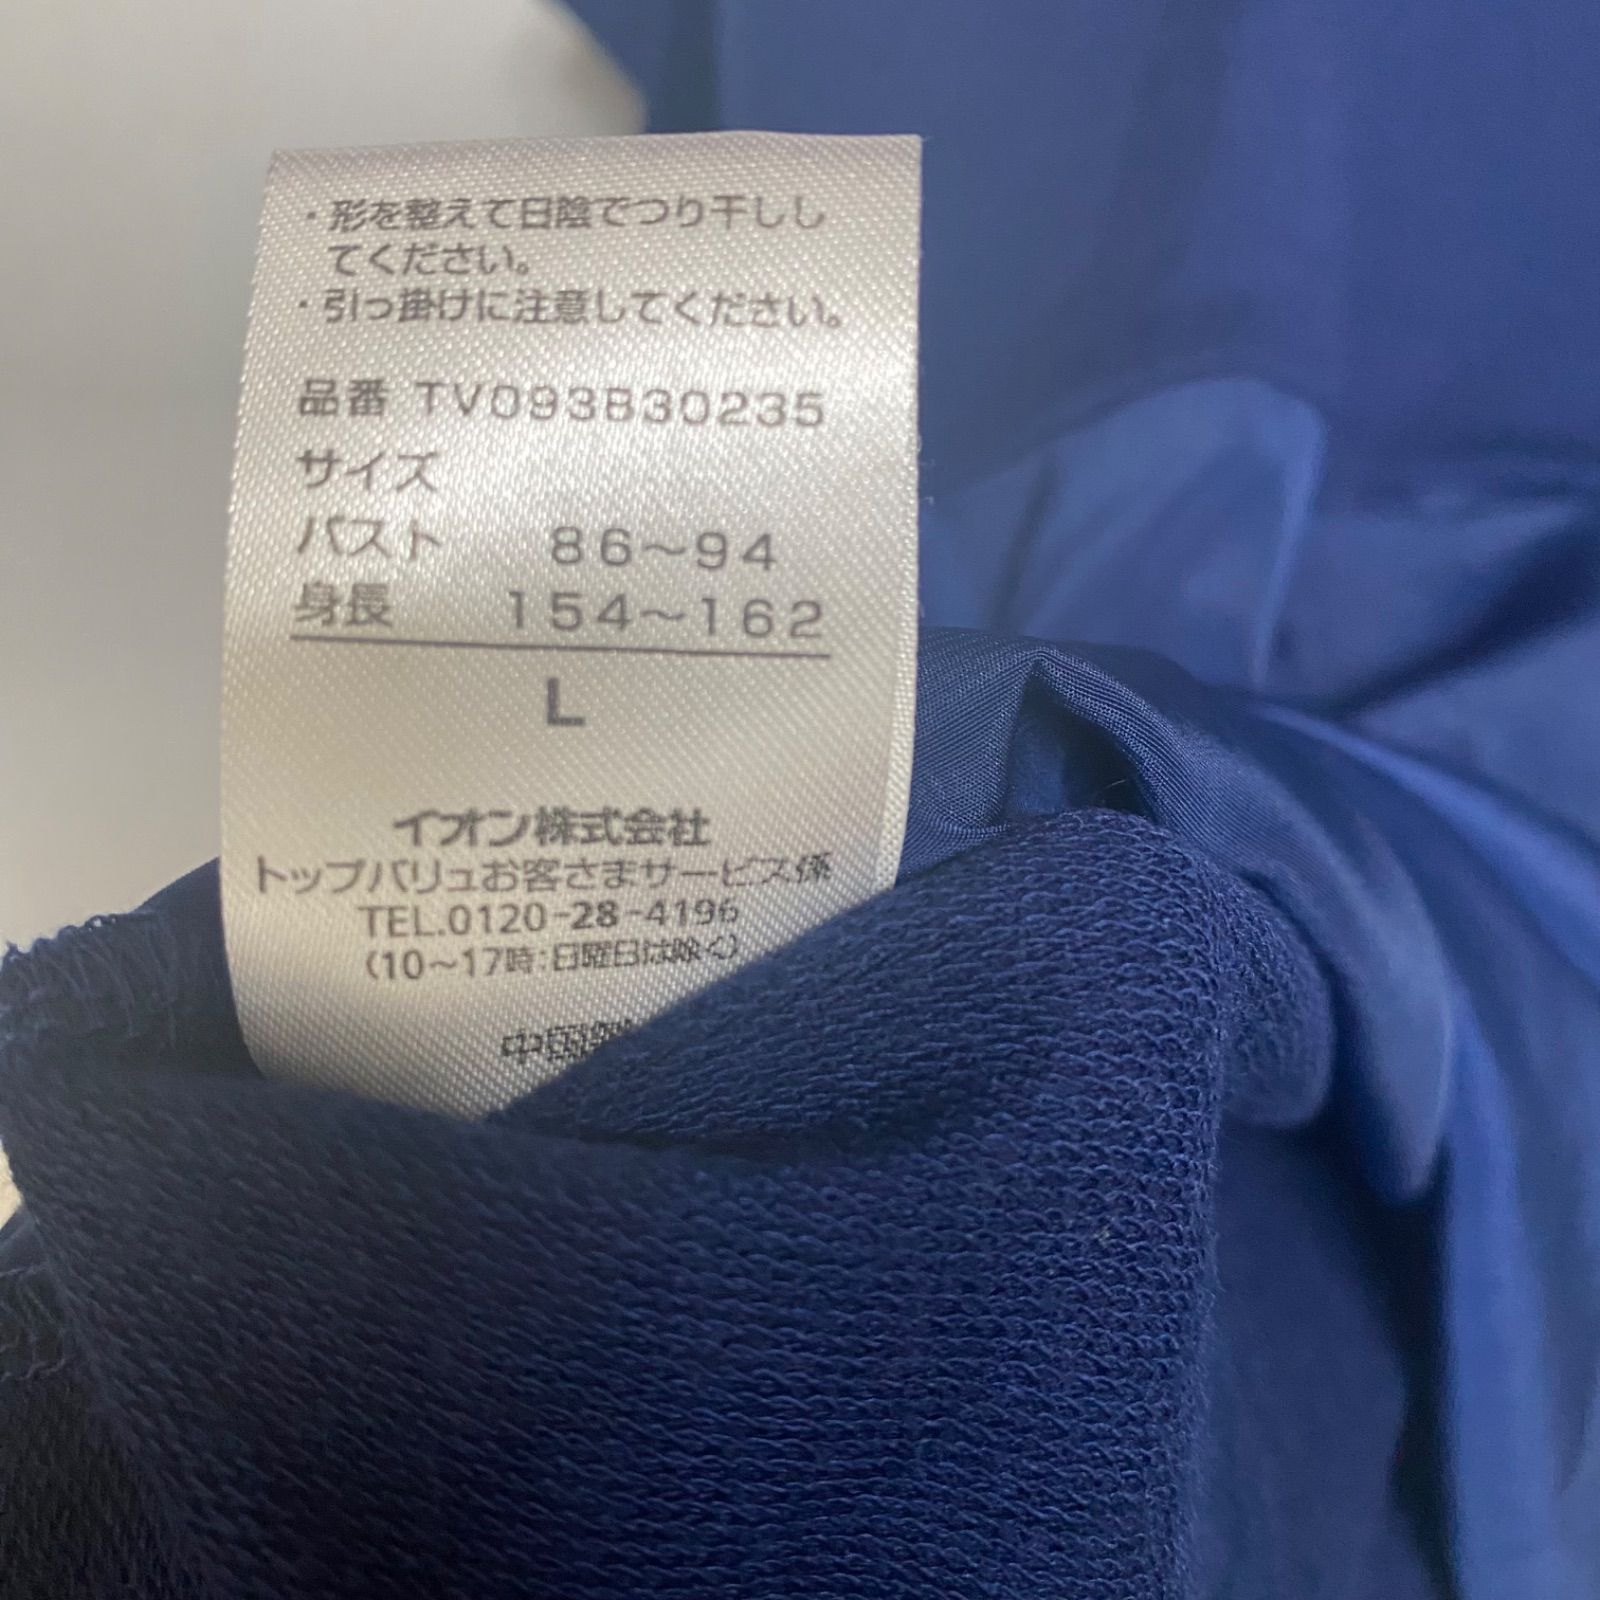 ・形を整えて日陰でつり干しし
てください。
・引っ掛けに注意してください。
品番 TV093B30235
サイズ
バスト 86～94
身長 154～162
L
イオン株式会社
トップバリュお客さまサービス係
TEL.0120-28-4196
(10～17時:日曜日は除く)
中国製